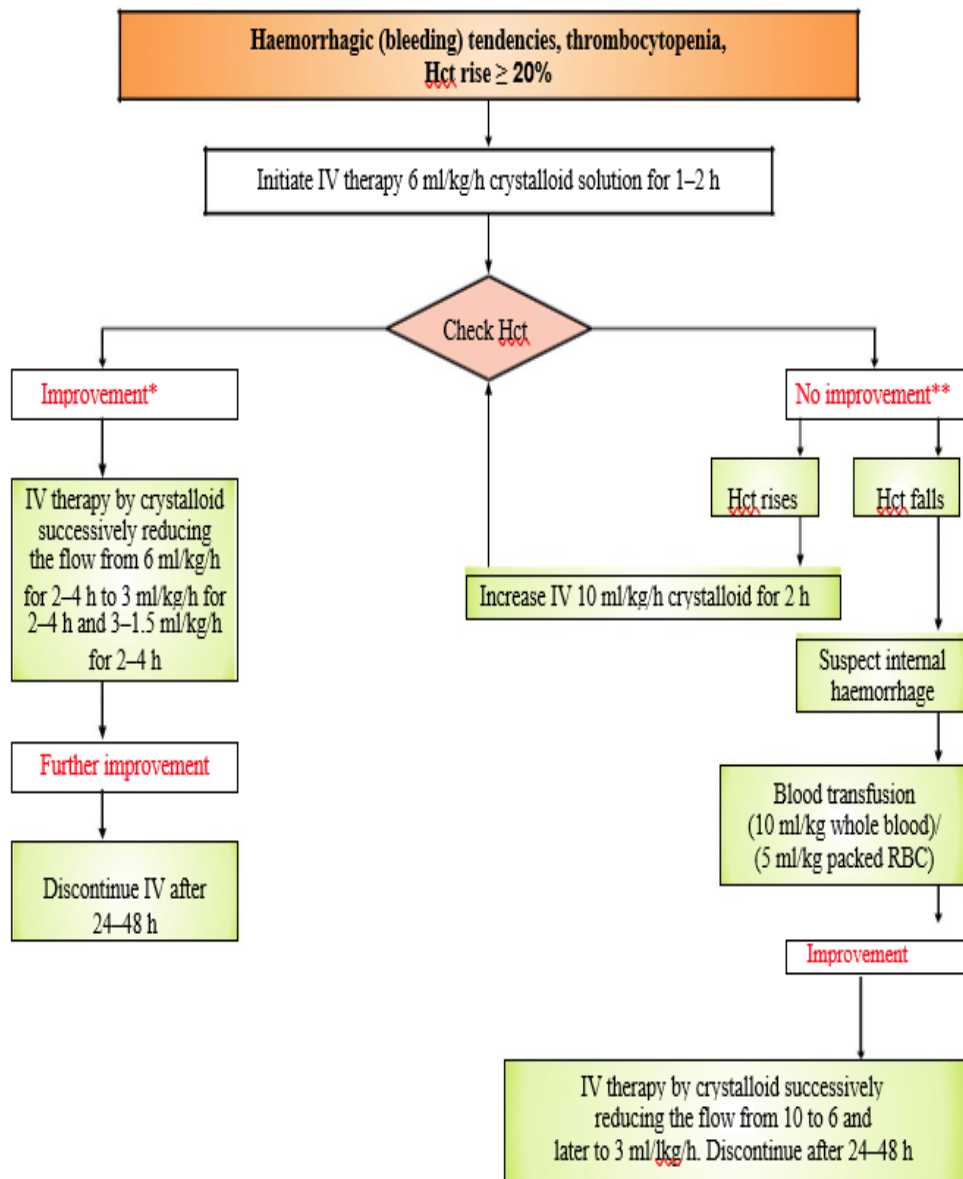 Haemorrhagic (bleeding) tendencies, thrombocytopenia,
Hct rise ≥ 20%
Initiate IV therapy 6 ml/kg/h crystalloid solution for 1–2 h
Check Hct
Improvement*
IV therapy by crystalloid
successively reducing
the flow from 6 ml/kg/h
for 2–4 h to 3 ml/kg/h for
2–4 h and 3–1.5 ml/kg/h
for 2–4 h
Further improvement
Discontinue IV after
24–48 h
No improvement**
Hct rises
Hct falls
Increase IV 10 ml/kg/h crystalloid for 2 h
Suspect internal
haemorrhage
Blood transfusion
(10 ml/kg whole blood)/
(5 ml/kg packed RBC)
Improvement
IV therapy by crystalloid successively
reducing the flow from 10 to 6 and
later to 3 ml/lkg/h. Discontinue after 24–48 h